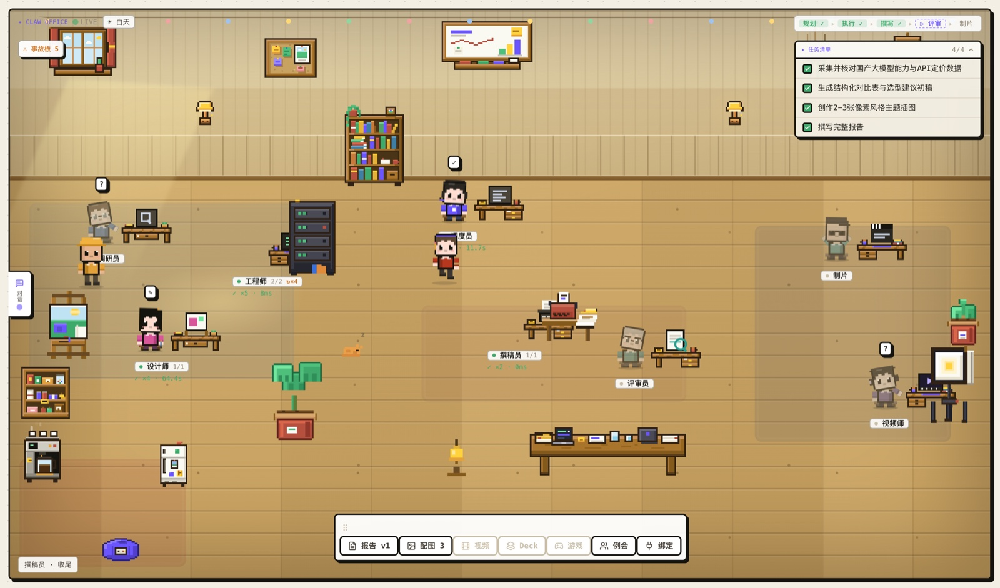 CLAW OFFICE LIVE
白天
事故板 5
规划 ✓ 执行 ✓ 撰写 ✓ 评审 制片
任务清单 4/4
采集并核对国产大模型能力与API定价数据
生成结构化对比表与选型建议初稿
创作2–3张像素风格主题插图
撰写完整报告
?
✓
研员
度员
11.7s
工程师 2/2 ↻×4
✓ ×5 · 8ms
制片
对话
✎
设计师 1/1
✓ ×4 · 64.4s
z
撰稿员 1/1
✓ ×2 · 0ms
评审员
?
视频师
报告 v1
配图 3
视频
Deck
游戏
例会
绑定
撰稿员 · 收尾